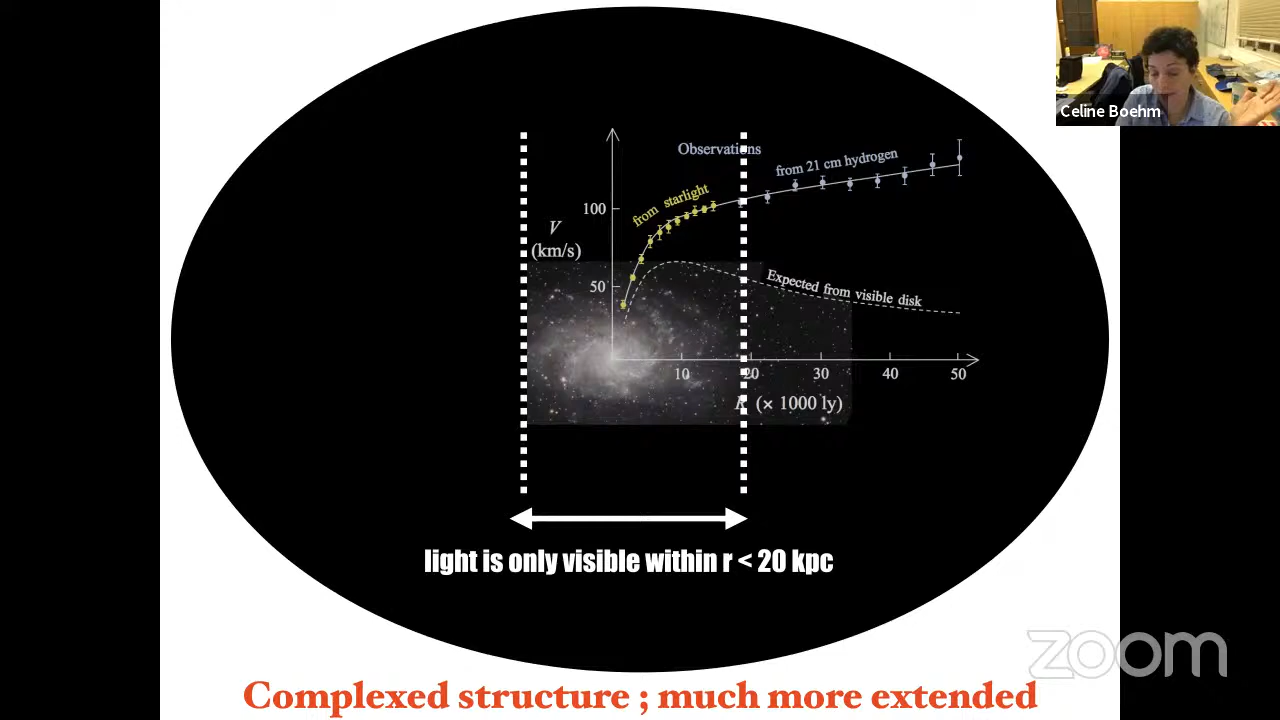 Celine Boehm
Observations
from 21 cm hydrogen
from starlight
100
V
(km/s)
50
Expected from visible disk
10
20
30
40
50
R (× 1000 ly)
light is only visible within r < 20 kpc
zoom
Complexed structure ; much more extended